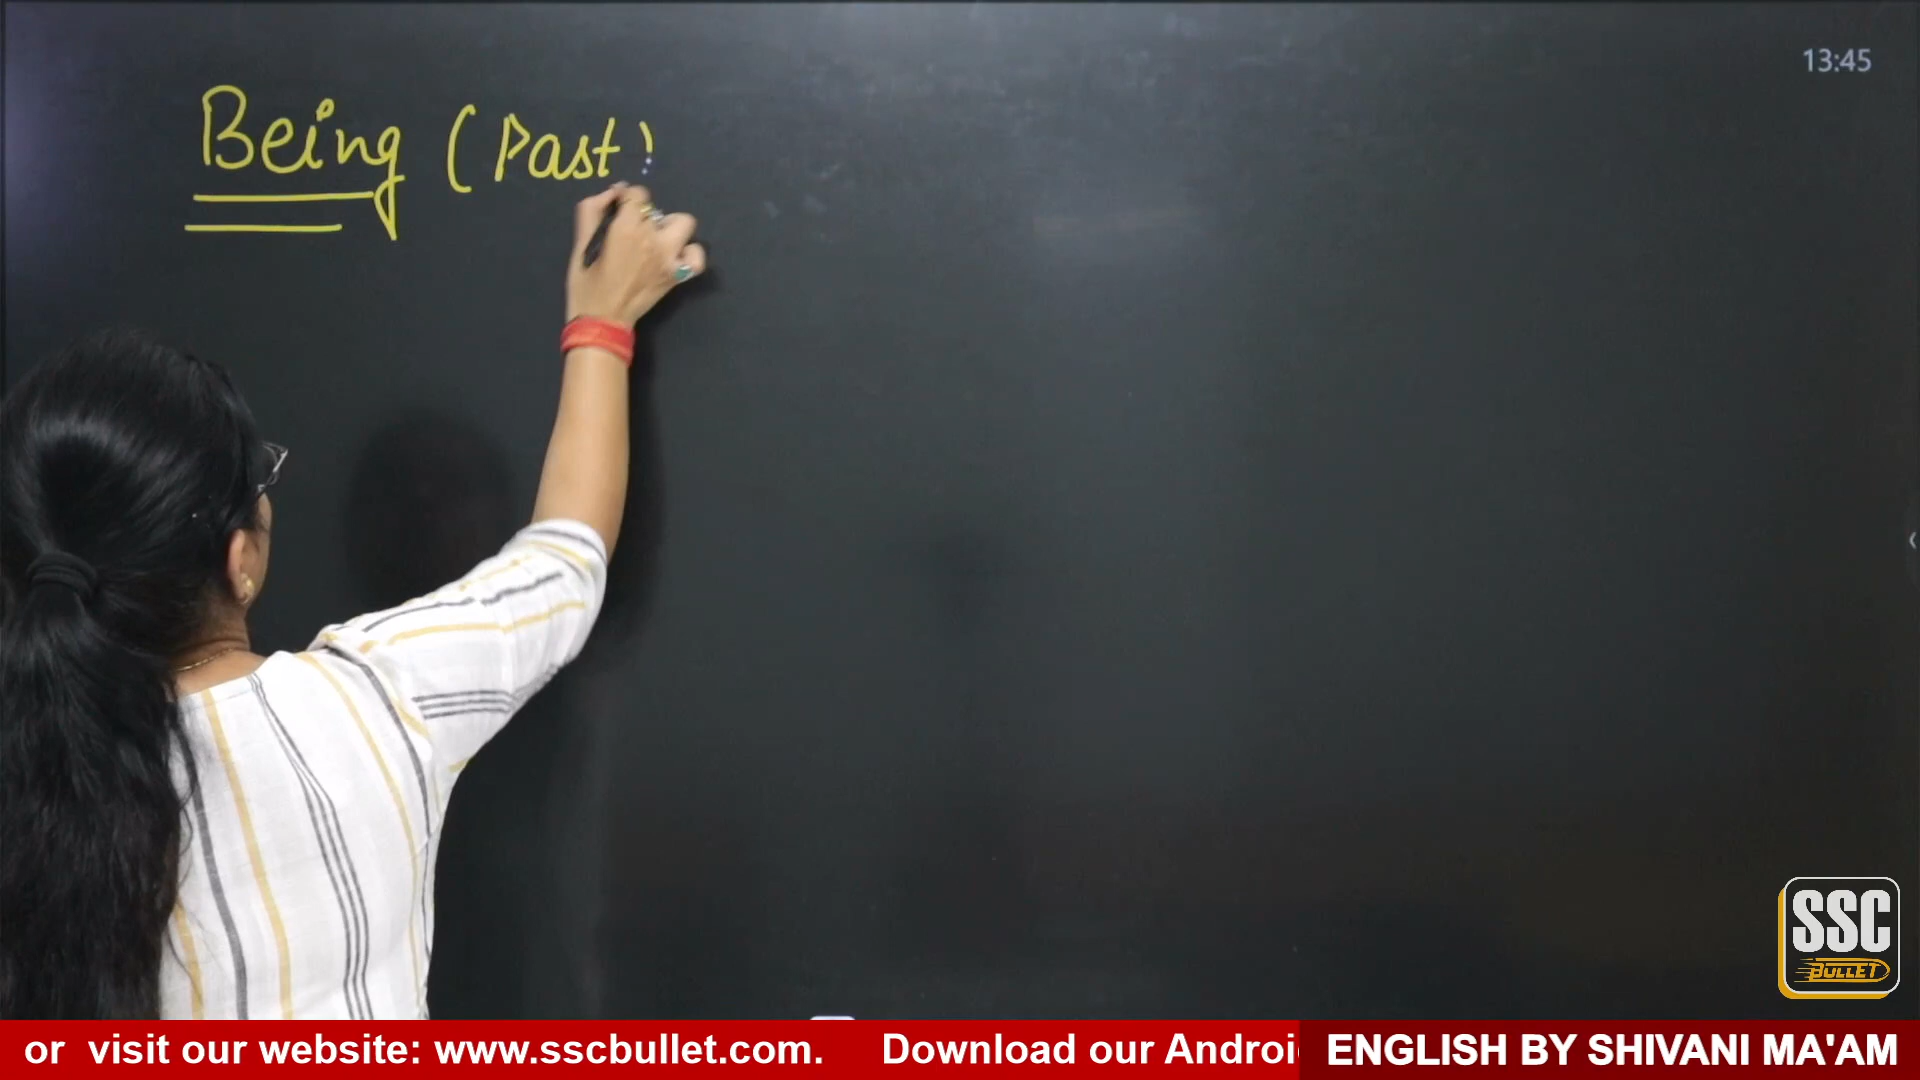 13:45
Being (Past)
SSC
BULLET
or visit our website: www.sscbullet.com. Download our Androi
ENGLISH BY SHIVANI MA'AM